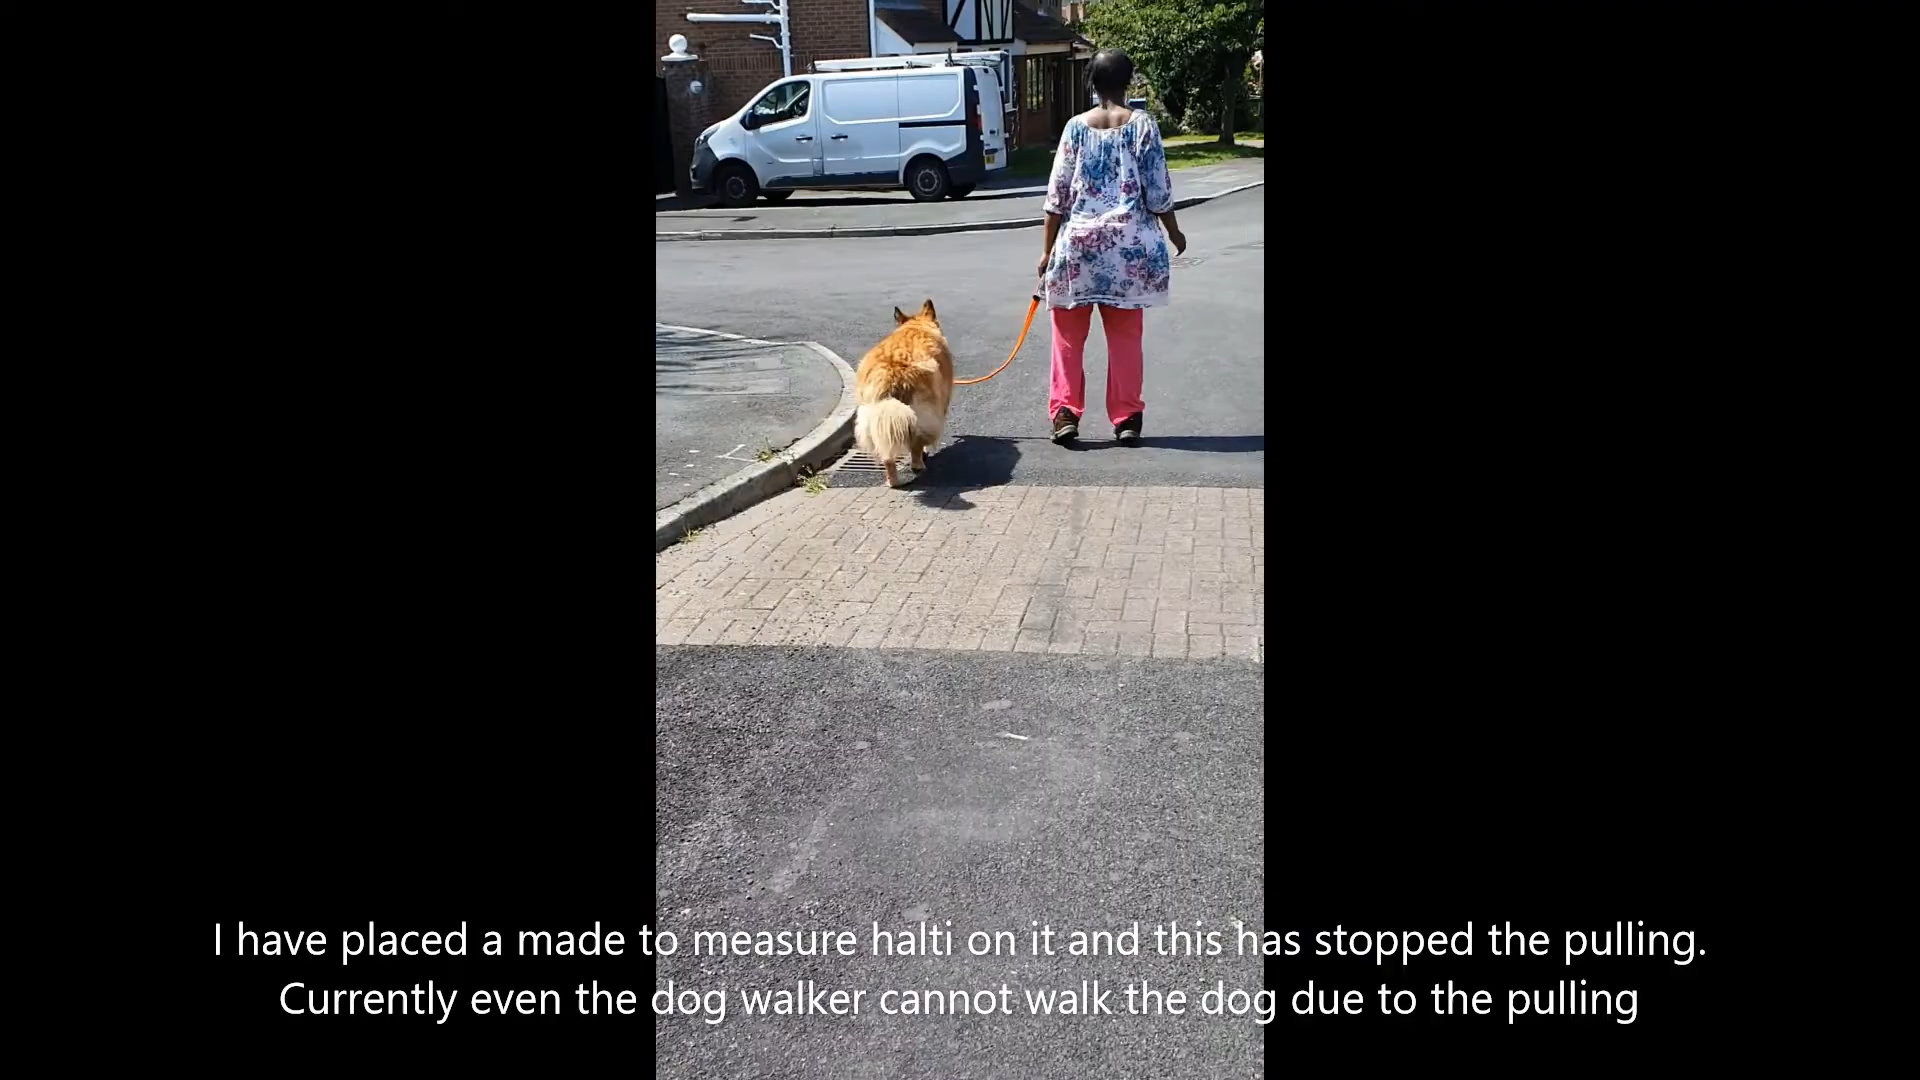 I have placed a made to measure halti on it and this has stopped the pulling.
Currently even the dog walker cannot walk the dog due to the pulling